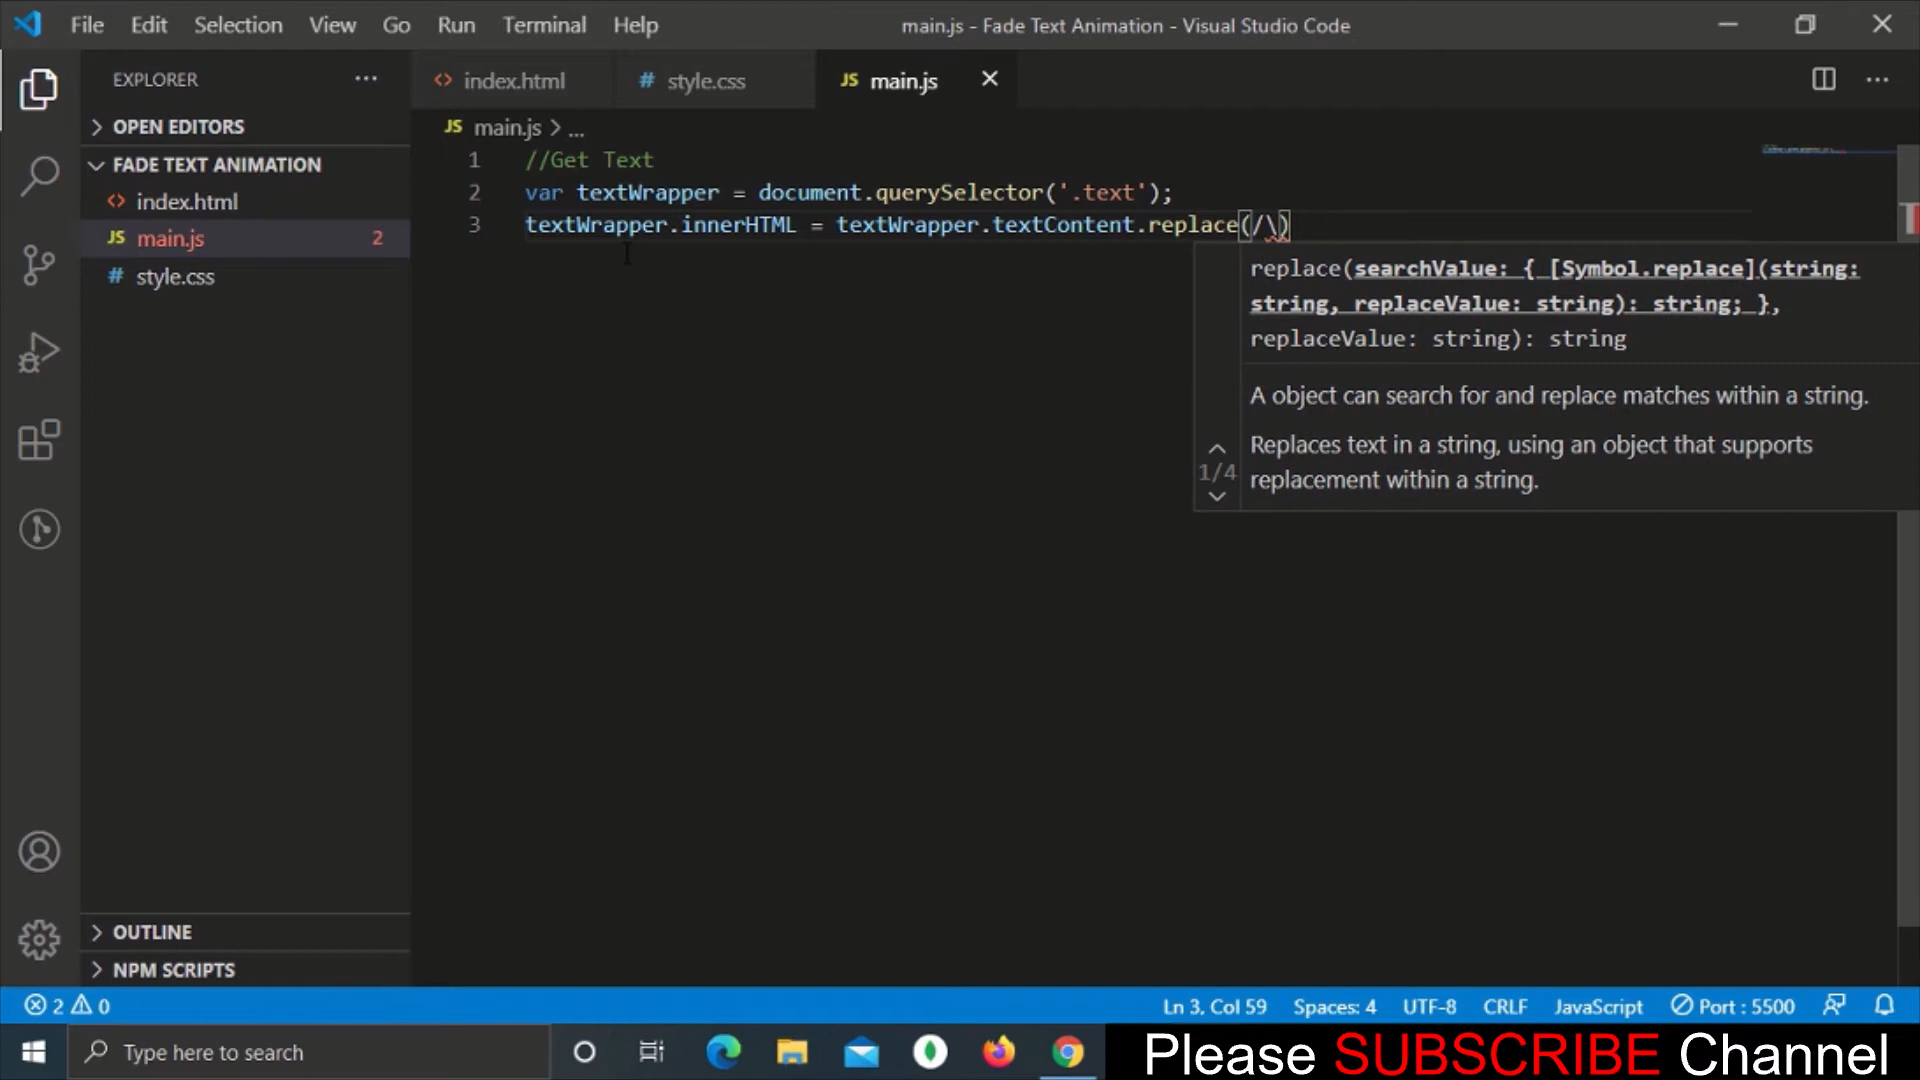 File Edit Selection View Go Run Terminal Help
main.js - Fade Text Animation - Visual Studio Code
EXPLORER
OPEN EDITORS
FADE TEXT ANIMATION
index.html
JS main.js 2
# style.css
OUTLINE
NPM SCRIPTS
index.html
# style.css
JS main.js
JS main.js > ...
1 //Get Text
2 var textWrapper = document.querySelector('.text');
3 textWrapper.innerHTML = textWrapper.textContent.replace(/\)
replace(searchValue: { [Symbol.replace](string:
string, replaceValue: string): string; },
replaceValue: string): string
A object can search for and replace matches within a string.
1/4
Replaces text in a string, using an object that supports
replacement within a string.
2 0
Ln 3, Col 59 Spaces: 4 UTF-8 CRLF JavaScript Port : 5500
Type here to search
Please SUBSCRIBE Channel